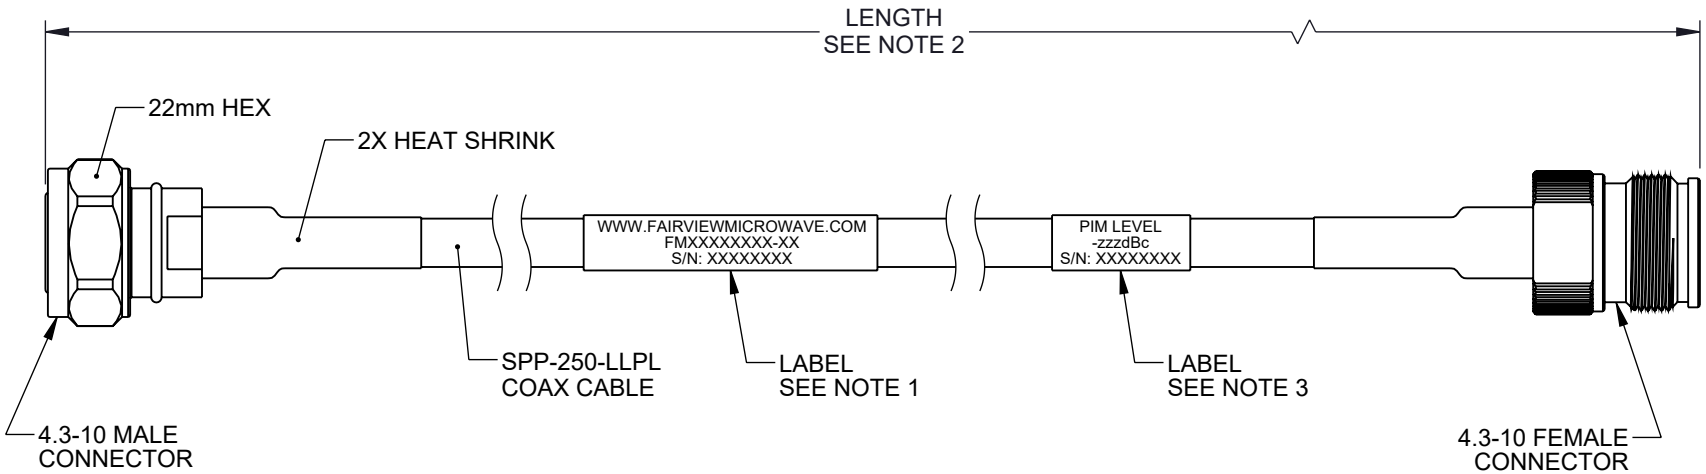 LENGTH
SEE NOTE 2
22mm HEX
2X HEAT SHRINK
WWW.FAIRVIEWMICROWAVE.COM
FMXXXXXXXX-XX
S/N: XXXXXXXX
PIM LEVEL
-zzzdBc
S/N: XXXXXXXX
SPP-250-LLPL
COAX CABLE
LABEL
SEE NOTE 1
LABEL
SEE NOTE 3
4.3-10 MALE
CONNECTOR
4.3-10 FEMALE
CONNECTOR